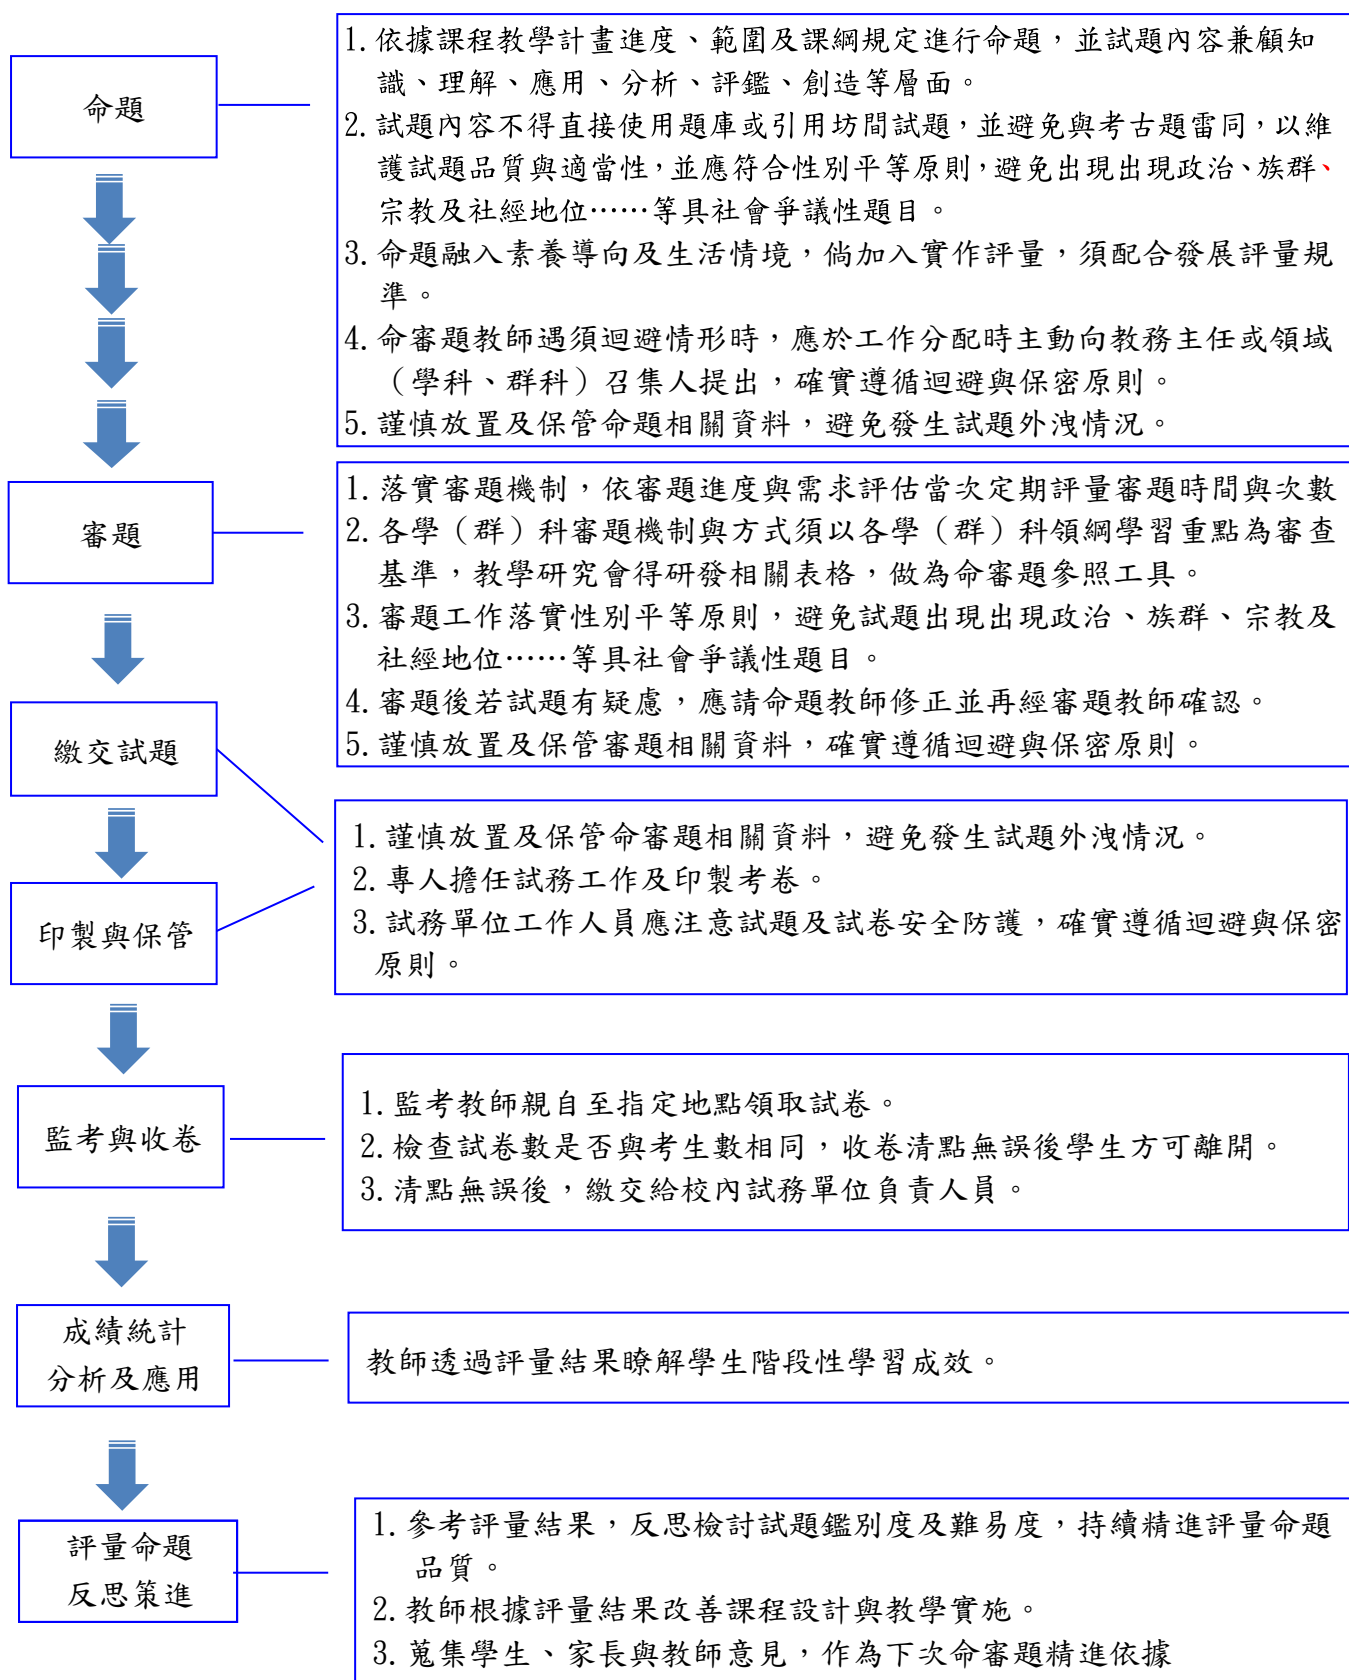 命題
1. 依據課程教學計畫進度、範圍及課綱規定進行命題，並試題內容兼顧知
識、理解、應用、分析、評鑑、創造等層面。
2. 試題內容不得直接使用題庫或引用坊間試題，並避免與考古題雷同，以維
護試題品質與適當性，並應符合性別平等原則，避免出現出現政治、族群、
宗教及社經地位……等具社會爭議性題目。
3. 命題融入素養導向及生活情境，倘加入實作評量，須配合發展評量規
準。
4. 命審題教師遇須迴避情形時，應於工作分配時主動向教務主任或領域
（學科、群科）召集人提出，確實遵循迴避與保密原則。
5. 謹慎放置及保管命題相關資料，避免發生試題外洩情況。
審題
1. 落實審題機制，依審題進度與需求評估當次定期評量審題時間與次數
2. 各學（群）科審題機制與方式須以各學（群）科領綱學習重點為審查
基準，教學研究會得研發相關表格，做為命審題參照工具。
3. 審題工作落實性別平等原則，避免試題出現出現政治、族群、宗教及
社經地位……等具社會爭議性題目。
4. 審題後若試題有疑慮，應請命題教師修正並再經審題教師確認。
5. 謹慎放置及保管審題相關資料，確實遵循迴避與保密原則。
繳交試題
印製與保管
1. 謹慎放置及保管命審題相關資料，避免發生試題外洩情況。
2. 專人擔任試務工作及印製考卷。
3. 試務單位工作人員應注意試題及試卷安全防護，確實遵循迴避與保密
原則。
監考與收卷
1. 監考教師親自至指定地點領取試卷。
2. 檢查試卷數是否與考生數相同，收卷清點無誤後學生方可離開。
3. 清點無誤後，繳交給校內試務單位負責人員。
成績統計
分析及應用
教師透過評量結果瞭解學生階段性學習成效。
評量命題
反思策進
1. 參考評量結果，反思檢討試題鑑別度及難易度，持續精進評量命題
品質。
2. 教師根據評量結果改善課程設計與教學實施。
3. 蒐集學生、家長與教師意見，作為下次命審題精進依據